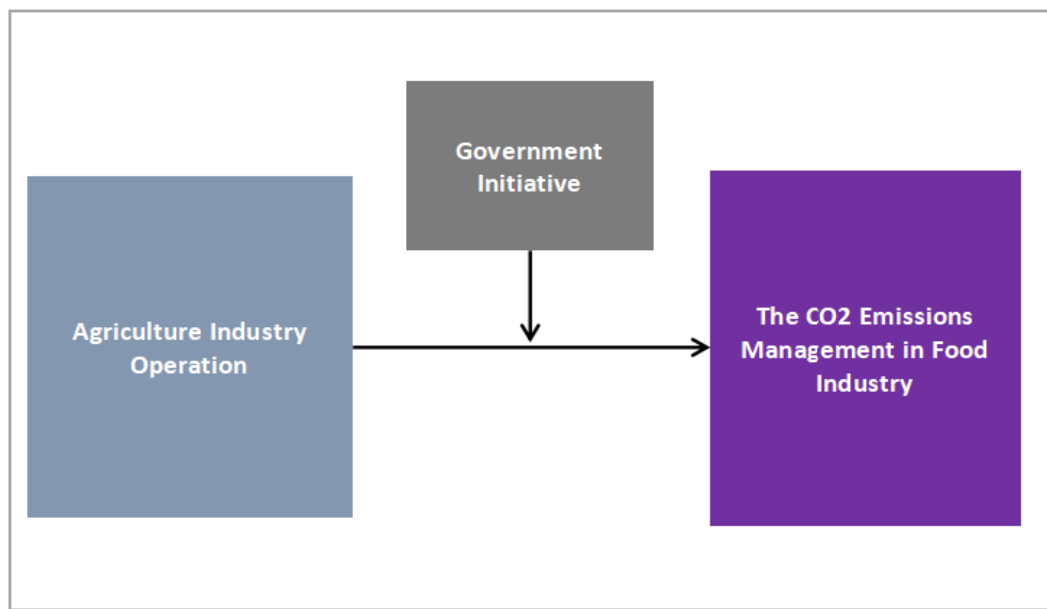 Government
Initiative
Agriculture Industry
Operation
The CO2 Emissions
Management in Food
Industry